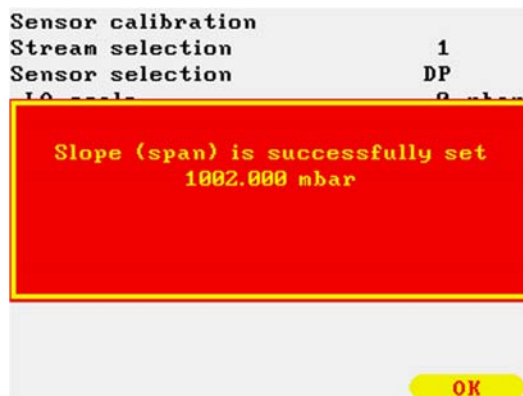 Sensor calibration
Stream selection 1
Sensor selection DP
Slope (span) is successfully set
1002.000 mbar
OK